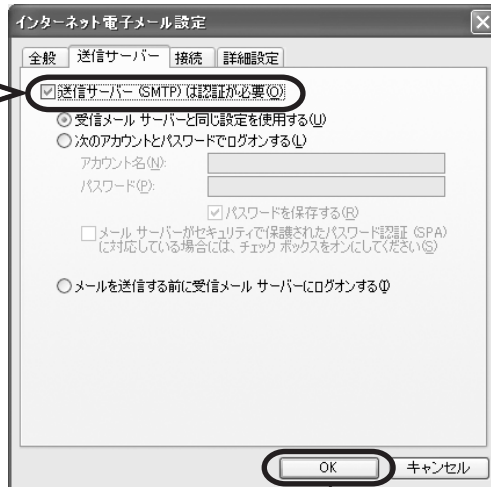 インターネット電子メール設定
全般 送信サーバー 接続 詳細設定
送信サーバー (SMTP) は認証が必要(O)
受信メール サーバーと同じ設定を使用する(U)
次のアカウントとパスワードでログオンする(L)
アカウント名(N):
パスワード(P):
パスワードを保存する(R)
メール サーバーがセキュリティで保護されたパスワード認証 (SPA)
に対応している場合には、チェック ボックスをオンにしてください(S)
メールを送信する前に受信メール サーバーにログオンする(I)
OK キャンセル